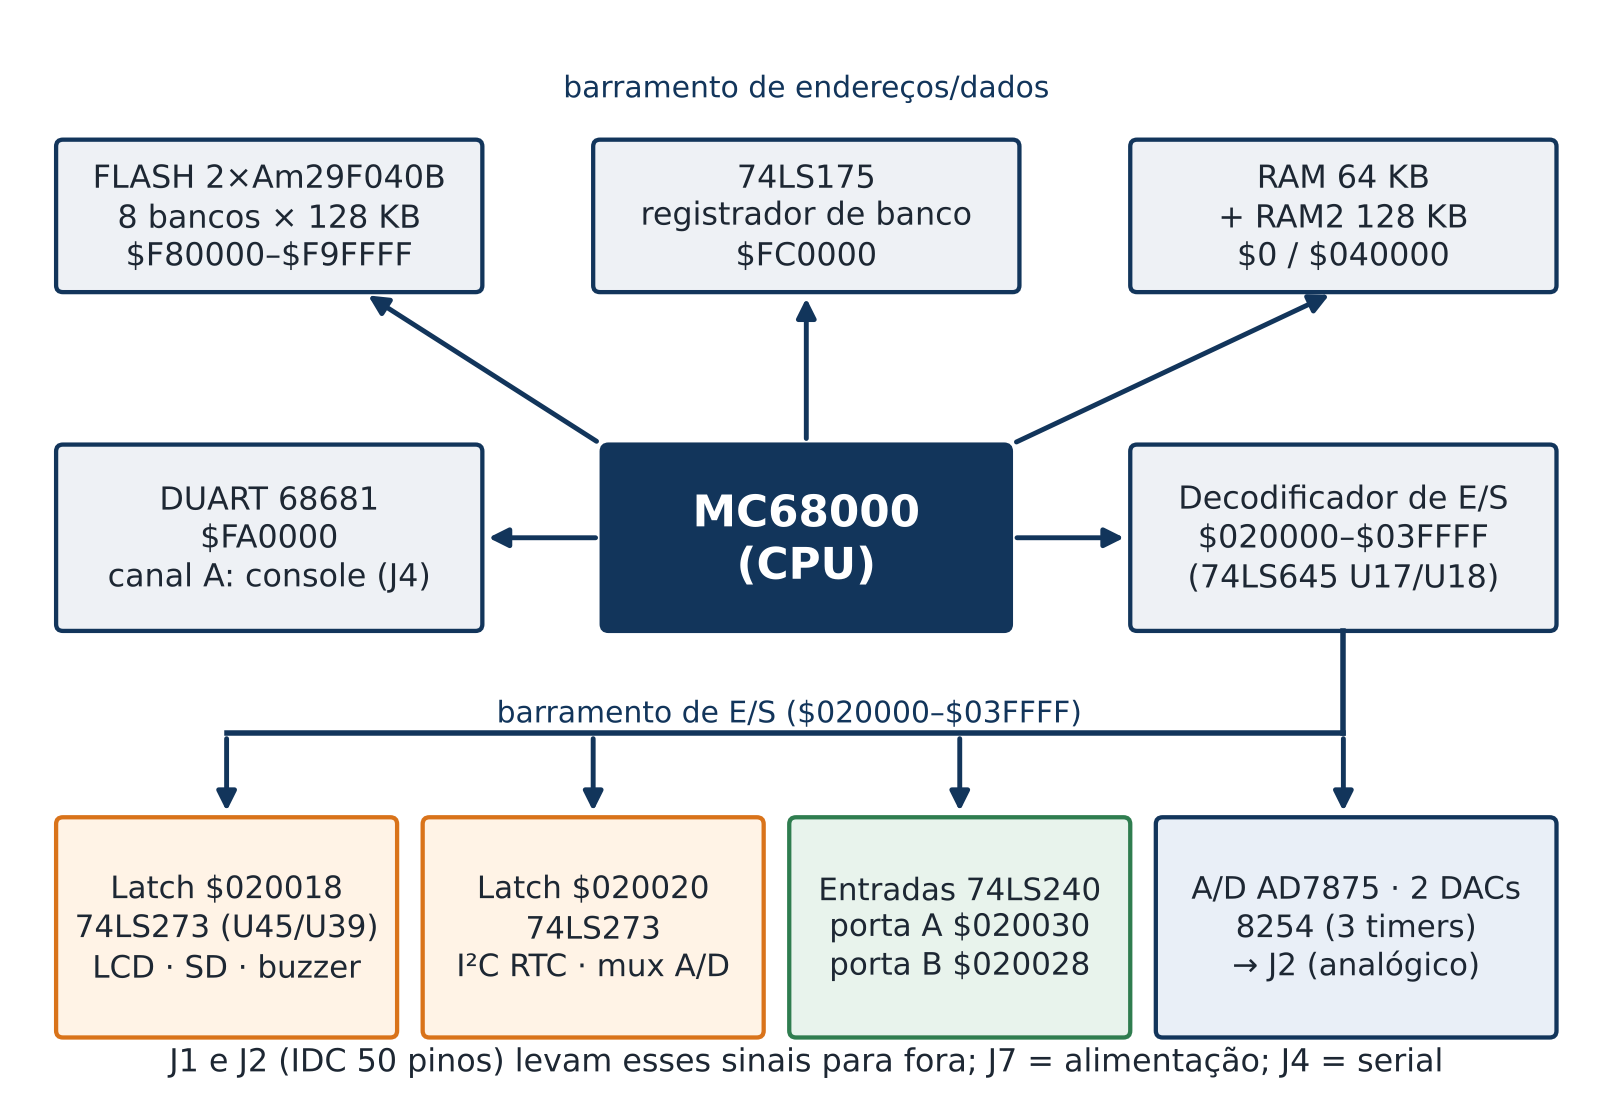 barramento de endereços/dados
FLASH 2×Am29F040B
8 bancos × 128 KB
$F80000–$F9FFFF
74LS175
registrador de banco
$FC0000
RAM 64 KB
+ RAM2 128 KB
$0 / $040000
DUART 68681
$FA0000
canal A: console (J4)
MC68000
(CPU)
Decodificador de E/S
$020000–$03FFFF
(74LS645 U17/U18)
barramento de E/S ($020000–$03FFFF)
Latch $020018
74LS273 (U45/U39)
LCD · SD · buzzer
Latch $020020
74LS273
I²C RTC · mux A/D
Entradas 74LS240
porta A $020030
porta B $020028
A/D AD7875 · 2 DACs
8254 (3 timers)
→ J2 (analógico)
J1 e J2 (IDC 50 pinos) levam esses sinais para fora; J7 = alimentação; J4 = serial